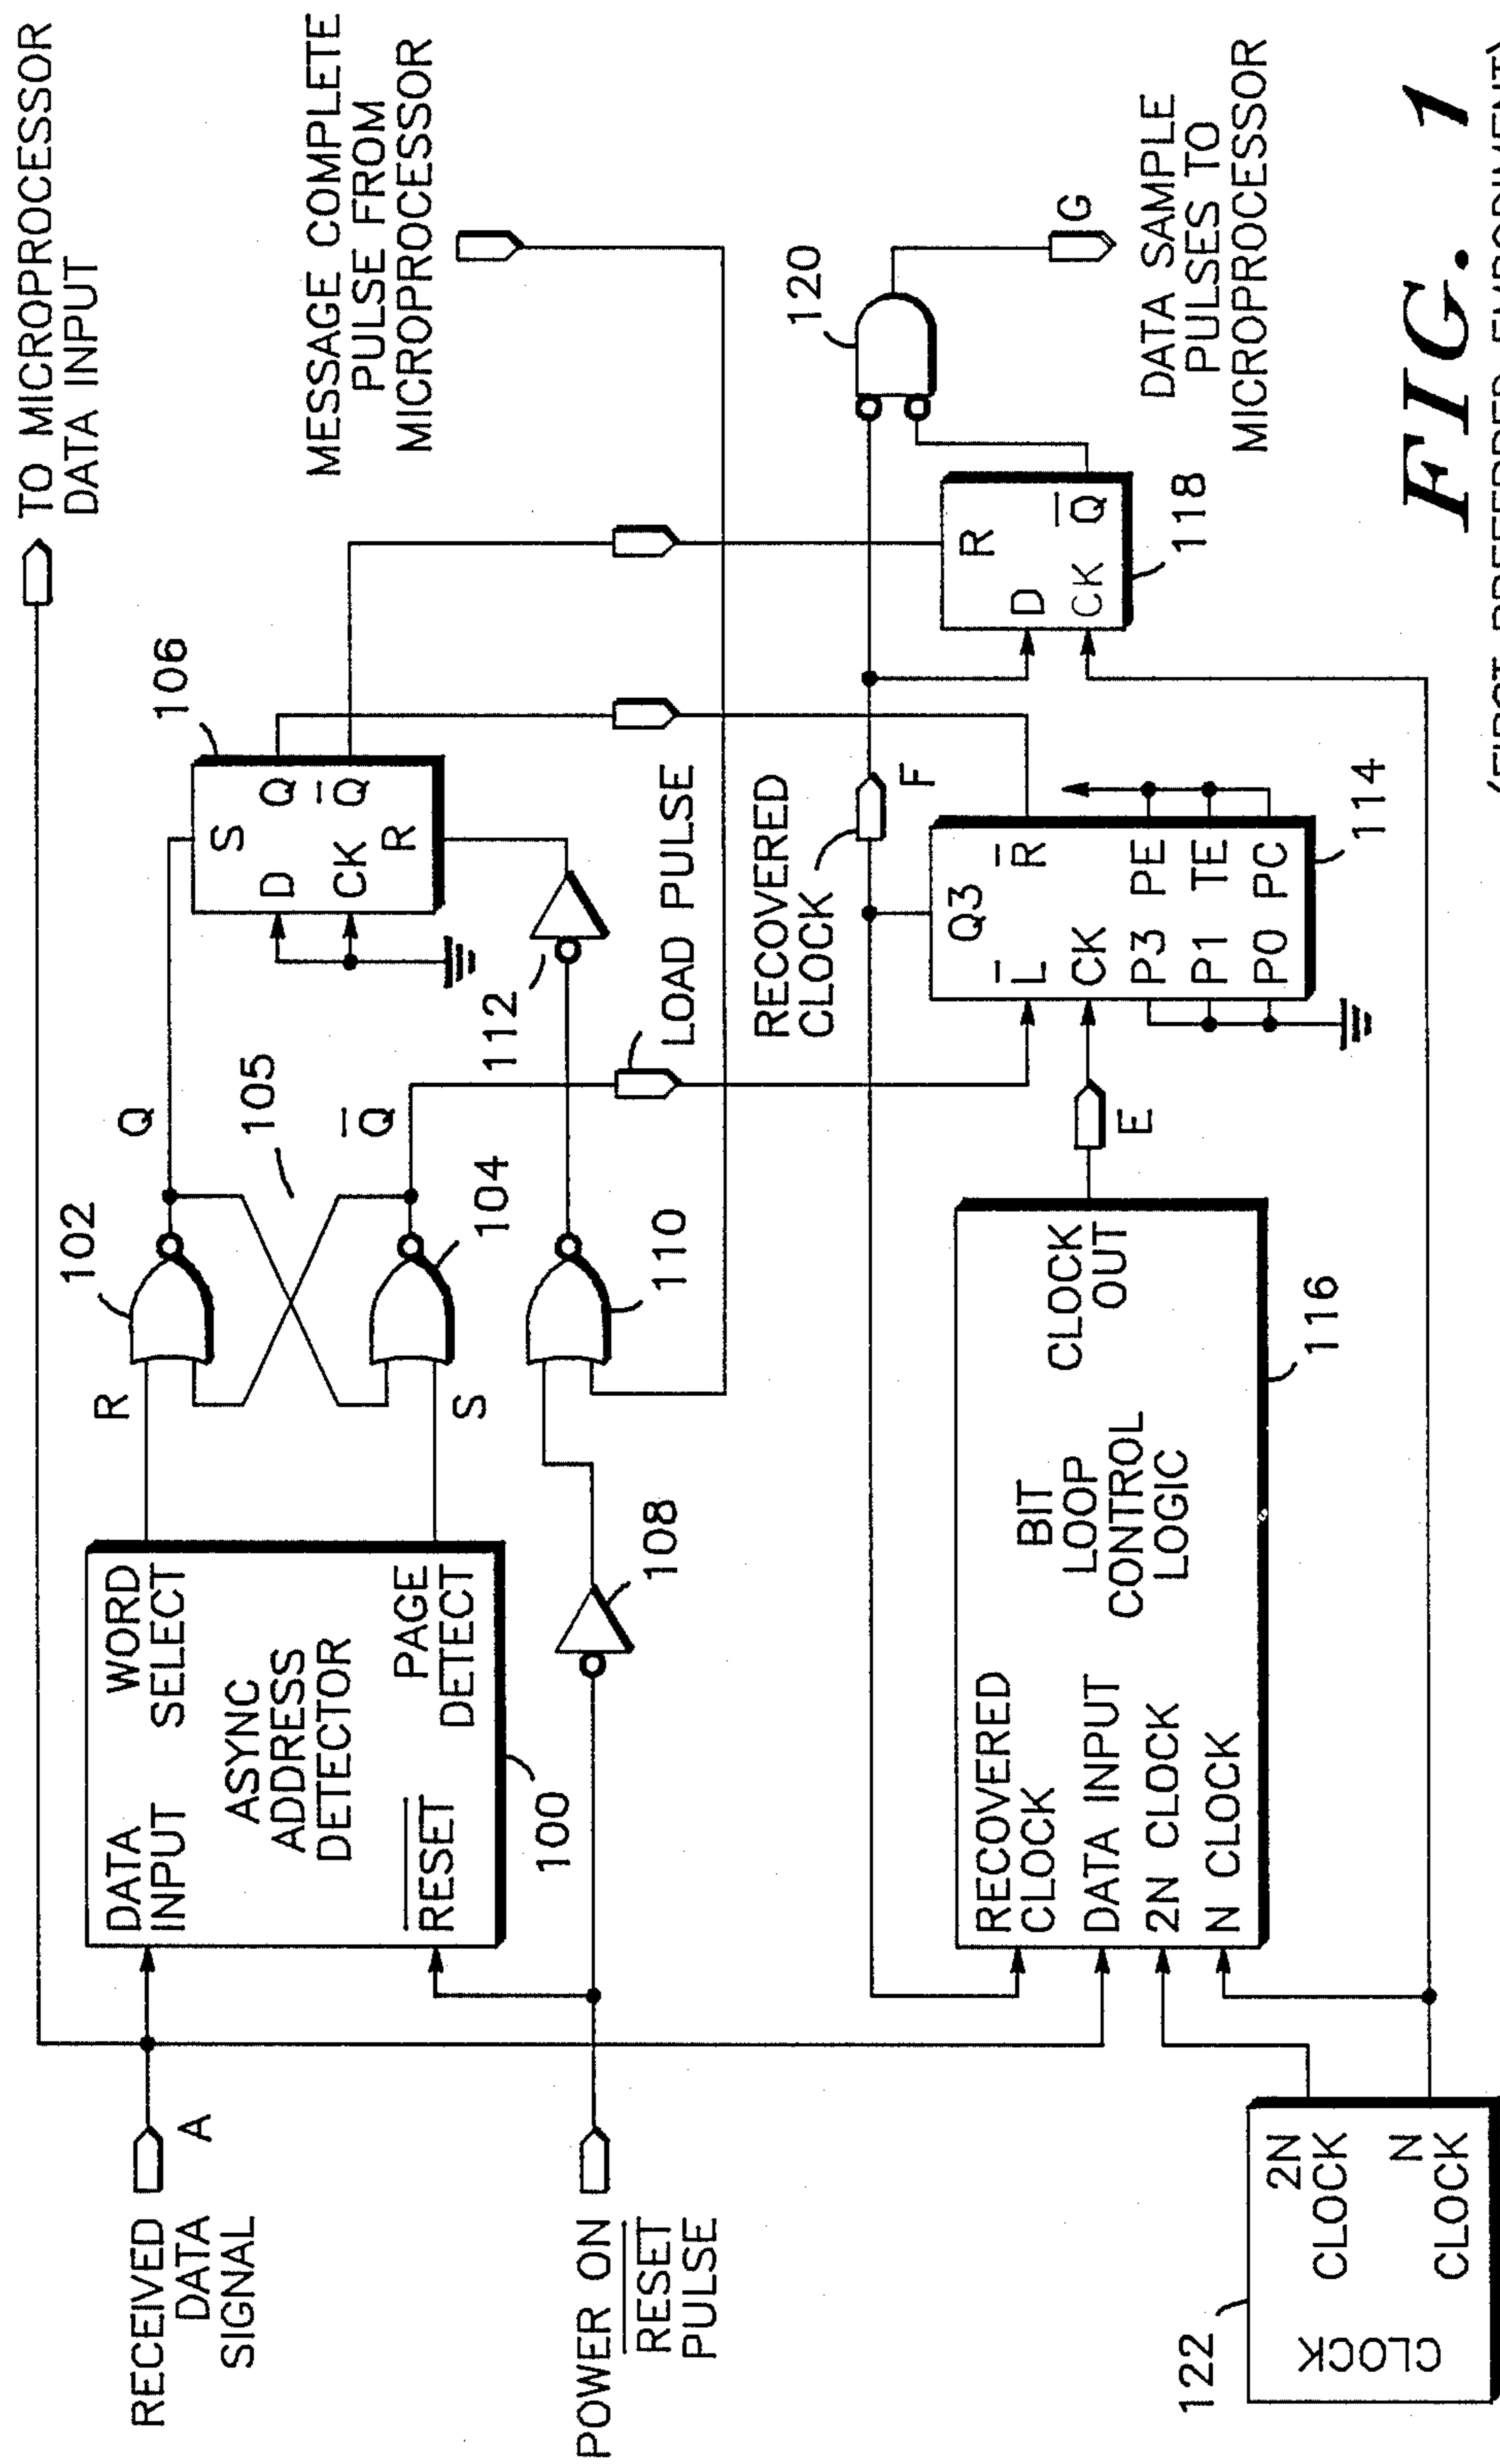 RECEIVED
DATA
SIGNAL
A
TO MICROPROCESSOR
DATA INPUT
DATA
INPUT
WORD
SELECT
ASYNC
ADDRESS
DETECTOR
RESET
PAGE
DETECT
100
R
S
102
Q
105
Q
104
106
S
D
Q
CK
Q
R
MESSAGE COMPLETE
PULSE FROM
MICROPROCESSOR
POWER ON
RESET
PULSE
108
110
112
LOAD PULSE
RECOVERED
CLOCK
F
120
G
DATA SAMPLE
PULSES TO
MICROPROCESSOR
RECOVERED
CLOCK
DATA INPUT
2N CLOCK
N CLOCK
BIT
LOOP
CONTROL
LOGIC
CLOCK
OUT
116
E
Q3
L
R
CK
P3 PE
P1 TE
P0 PC
114
R
D
CK Q
118
122
CLOCK
2N
CLOCK
N
CLOCK
FIG. 1